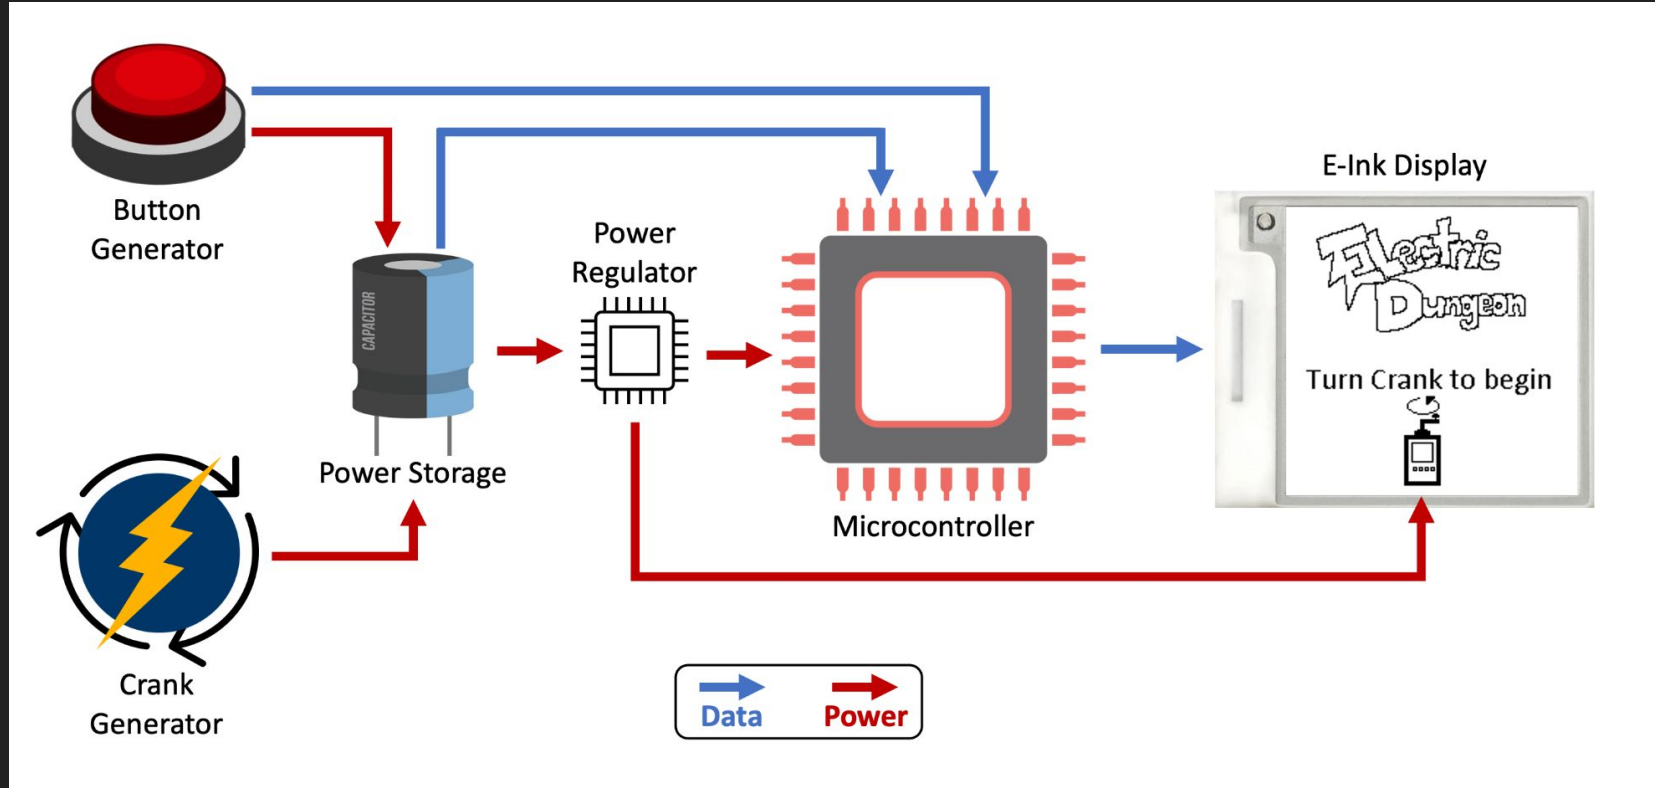 Button
Generator
CAPACITOR
Power Storage
Power
Regulator
Microcontroller
E-Ink Display
Electric
Dungeon
Turn Crank to begin
Crank
Generator
Data
Power